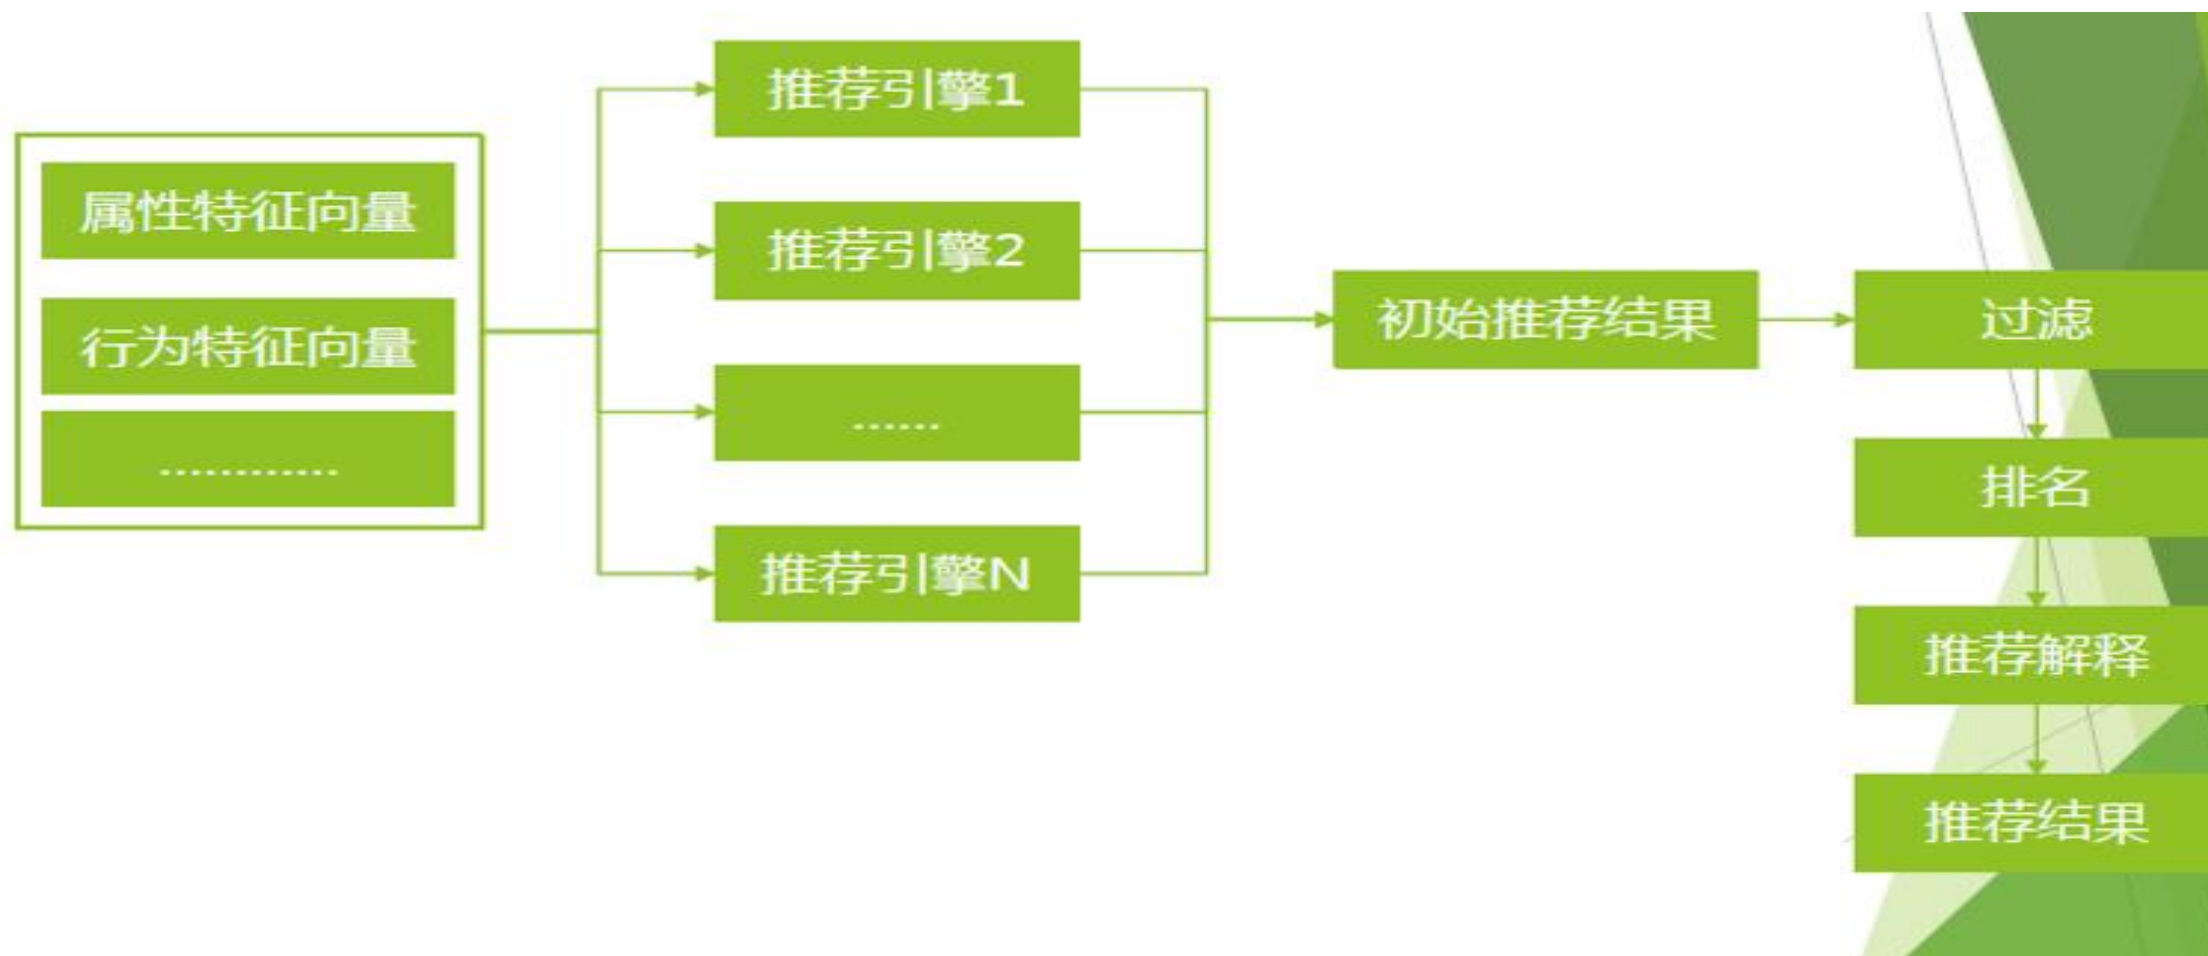 属性特征向量
行为特征向量
............
推荐引擎1
推荐引擎2
......
推荐引擎N
初始推荐结果
过滤
排名
推荐解释
推荐结果